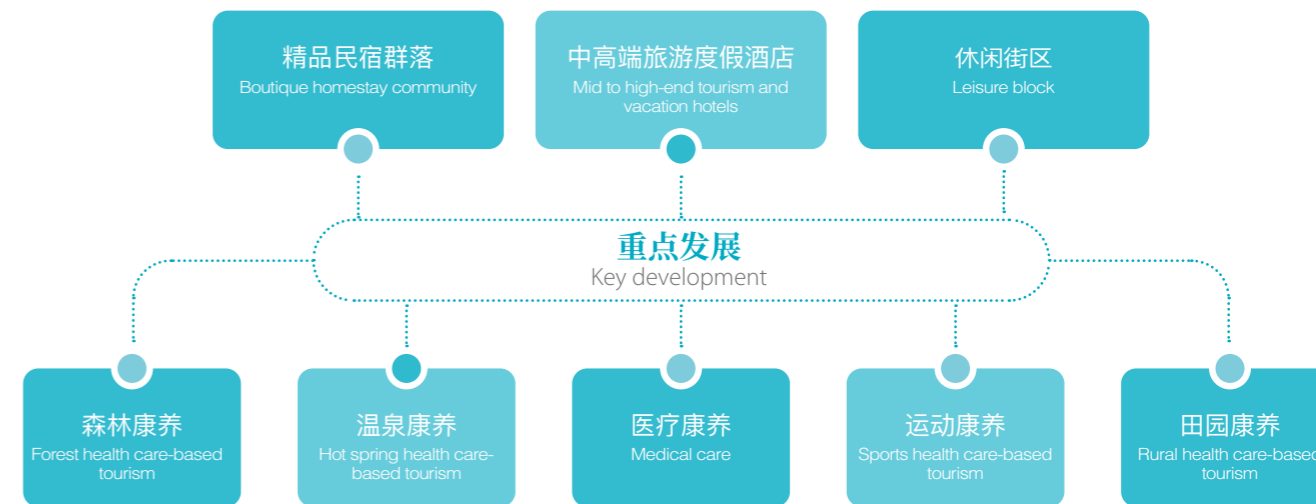 精品民宿群落
Boutique homestay community
中高端旅游度假酒店
Mid to high-end tourism and
vacation hotels
休闲街区
Leisure block
重点发展
Key development
森林康养
Forest health care-based
tourism
温泉康养
Hot spring health care-
based tourism
医疗康养
Medical care
运动康养
Sports health care-based
tourism
田园康养
Rural health care-based
tourism